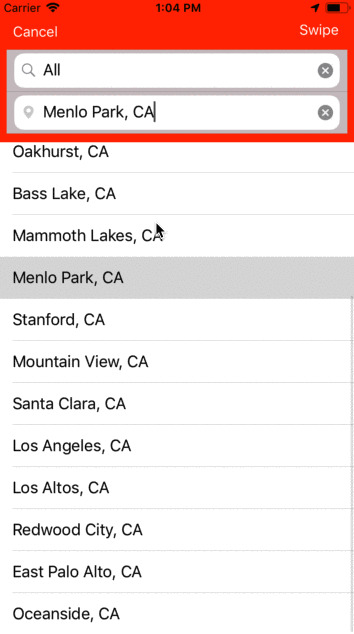 Carrier 1:04 PM
Cancel Swipe
All
Menlo Park, CA
Oakhurst, CA
Bass Lake, CA
Mammoth Lakes, CA
Menlo Park, CA
Stanford, CA
Mountain View, CA
Santa Clara, CA
Los Angeles, CA
Los Altos, CA
Redwood City, CA
East Palo Alto, CA
Oceanside, CA